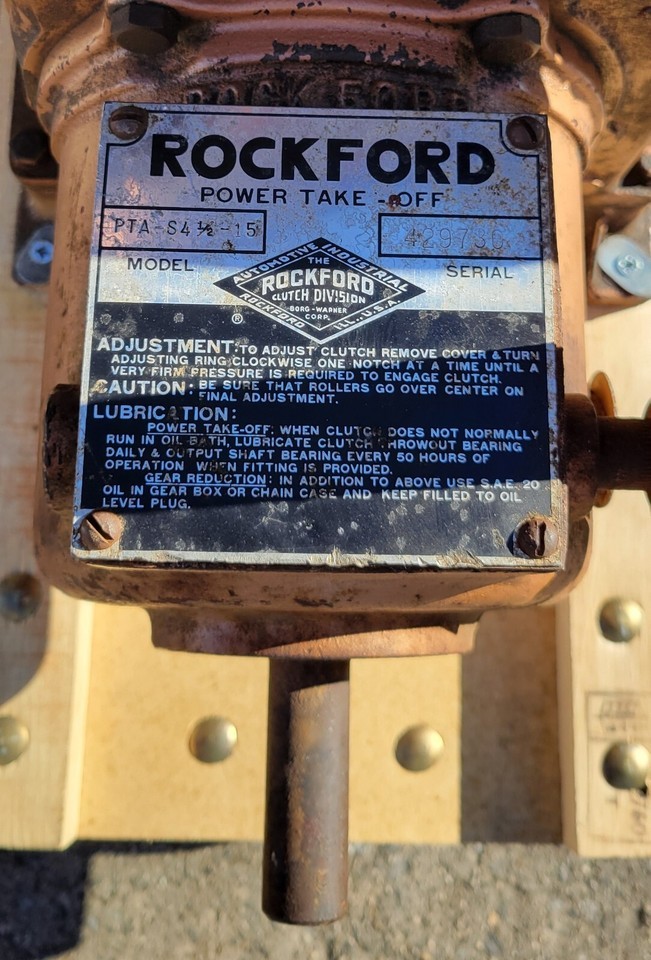 ROCKFORD
ROCKFORD
POWER TAKE-OFF
PTA-S4½-15
MODEL
SERIAL
AUTOMOTIVE INDUSTRIAL
THE
ROCKFORD
CLUTCH DIVISION
BORG-WARNER
CORP.
ROCKFORD ILL., U.S.A.
®
ADJUSTMENT: TO ADJUST CLUTCH REMOVE COVER & TURN
ADJUSTING RING CLOCKWISE ONE NOTCH AT A TIME UNTIL A
VERY FIRM PRESSURE IS REQUIRED TO ENGAGE CLUTCH.
CAUTION: BE SURE THAT ROLLERS GO OVER CENTER ON
FINAL ADJUSTMENT.
LUBRICATION:
POWER TAKE-OFF: WHEN CLUTCH DOES NOT NORMALLY
RUN IN OIL BATH, LUBRICATE CLUTCH THROWOUT BEARING
DAILY & OUTPUT SHAFT BEARING EVERY 50 HOURS OF
OPERATION WHEN FITTING IS PROVIDED.
GEAR REDUCTION: IN ADDITION TO ABOVE USE S.A.E. 20
OIL IN GEAR BOX OR CHAIN CASE AND KEEP FILLED TO OIL
LEVEL PLUG.